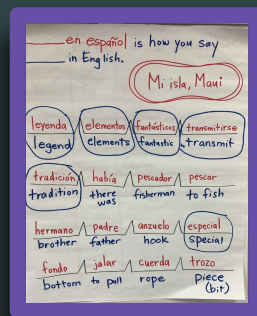 en español is how you say
in English.
Mi isla, Maui
leyenda elementos fantásticos transmitirse
legend elements fantastic transmit
tradición había pescador pescar
tradition there was fisherman to fish
hermano padre anzuelo especial
brother father hook special
fondo jalar cuerda trozo
bottom to pull rope piece
(bit)